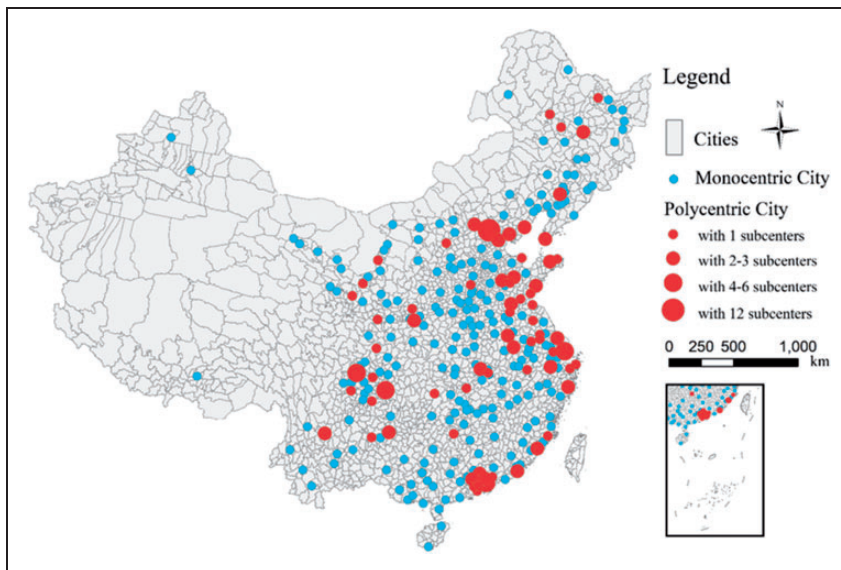 Legend
N
Cities
Monocentric City
Polycentric City
with 1 subcenters
with 2-3 subcenters
with 4-6 subcenters
with 12 subcenters
0 250 500 1,000
km